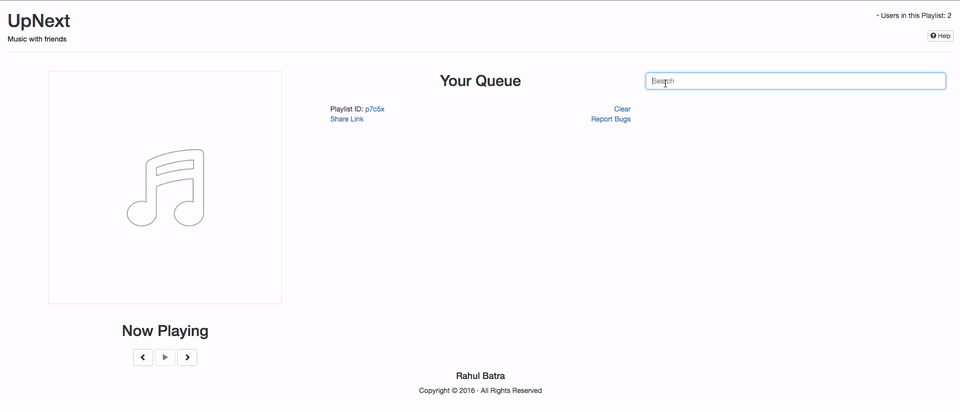 UpNext
Music with friends
- Users in this Playlist: 2
Help
Your Queue
Search
Playlist ID: p7c5x
Clear
Share Link
Report Bugs
Now Playing
Rahul Batra
Copyright © 2016 · All Rights Reserved